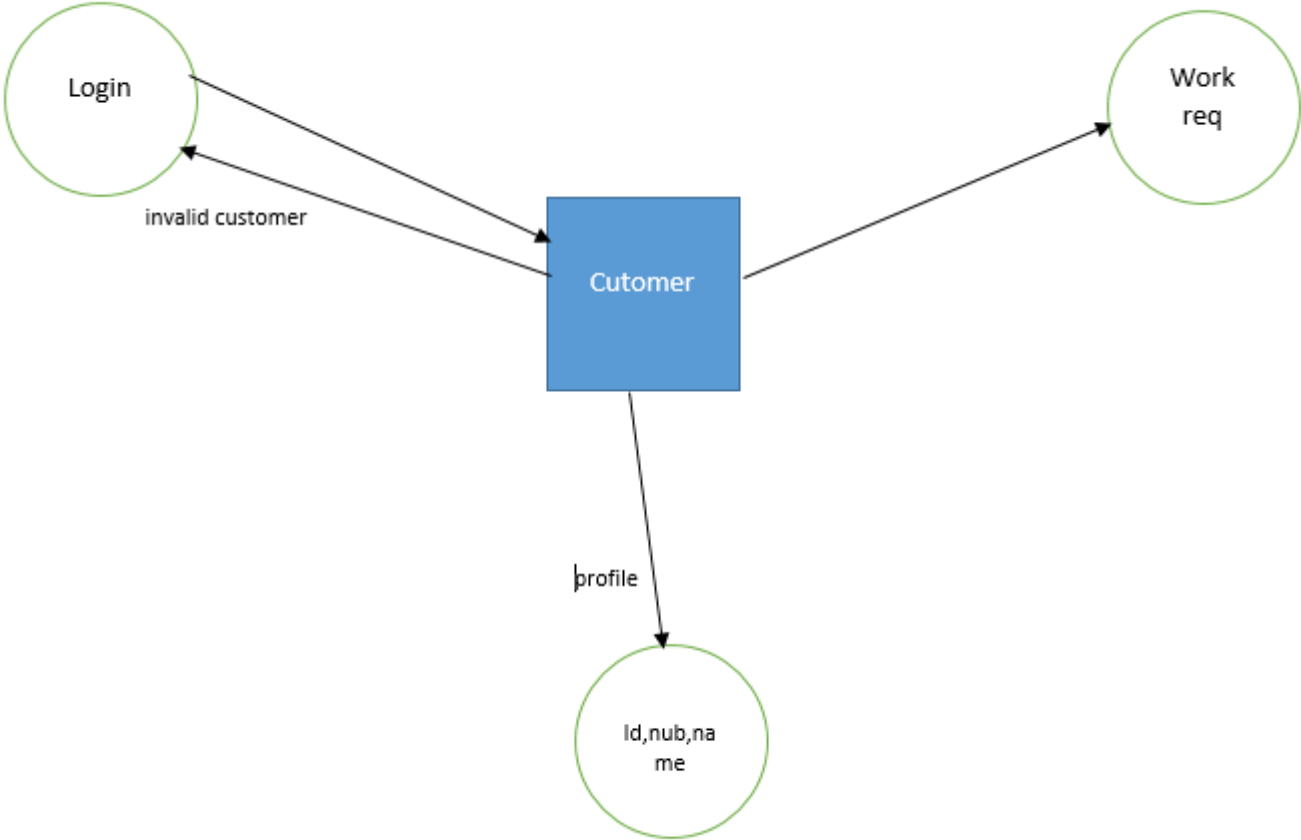 Login
Work
req
invalid customer
Cutomer
profile
Id,nub,na
me